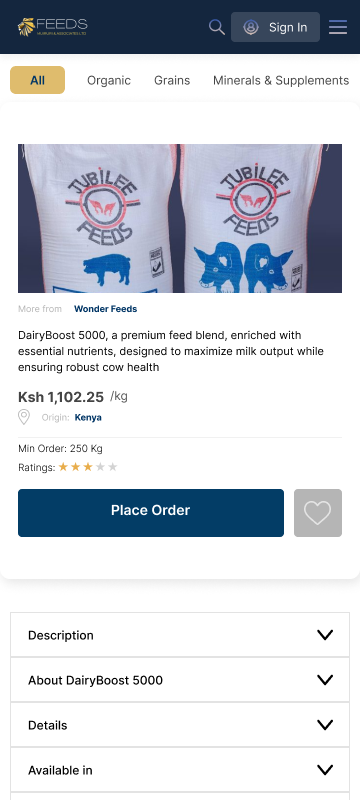 FEEDS
Sign In
All
Organic
Grains
Minerals & Supplements
JUBILEE
FEEDS
JUBILEE
FEEDS
More from Wonder Feeds
DairyBoost 5000, a premium feed blend, enriched with
essential nutrients, designed to maximize milk output while
ensuring robust cow health
Ksh 1,102.25 /kg
Origin: Kenya
Min Order: 250 Kg
Ratings:
Place Order
Description
About DairyBoost 5000
Details
Available in